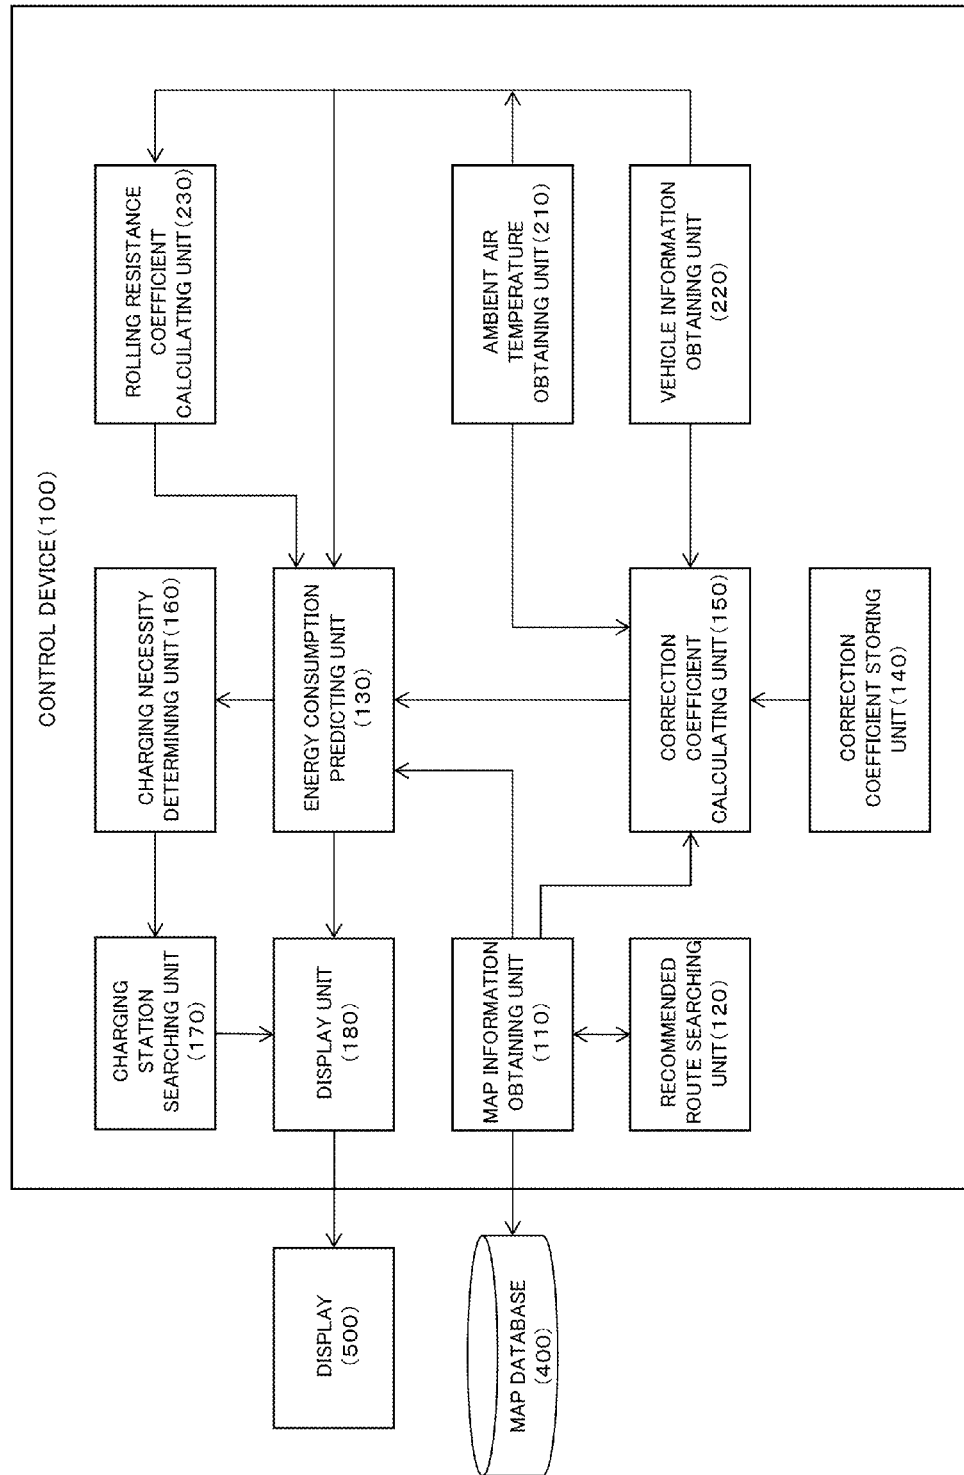 CONTROL DEVICE(100)
DISPLAY
(500)
CHARGING
STATION
SEARCHING UNIT
(170)
CHARGING NECESSITY
DETERMINING UNIT(160)
ROLLING RESISTANCE
COEFFICIENT
CALCULATING UNIT(230)
DISPLAY UNIT
(180)
ENERGY CONSUMPTION
PREDICTING UNIT
(130)
MAP DATABASE
(400)
MAP INFORMATION
OBTAINING UNIT
(110)
AMBIENT AIR
TEMPERATURE
OBTAINING UNIT(210)
RECOMMENDED
ROUTE SEARCHING
UNIT(120)
CORRECTION
COEFFICIENT
CALCULATING UNIT(150)
VEHICLE INFORMATION
OBTAINING UNIT
(220)
CORRECTION
COEFFICIENT STORING
UNIT(140)